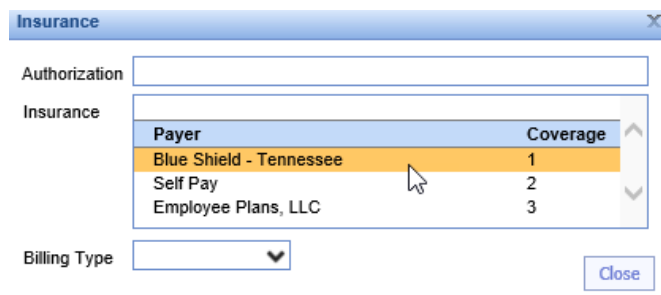 Insurance X
Authorization
Insurance
Payer Coverage
Blue Shield - Tennessee 1
Self Pay 2
Employee Plans, LLC 3
Billing Type
Close